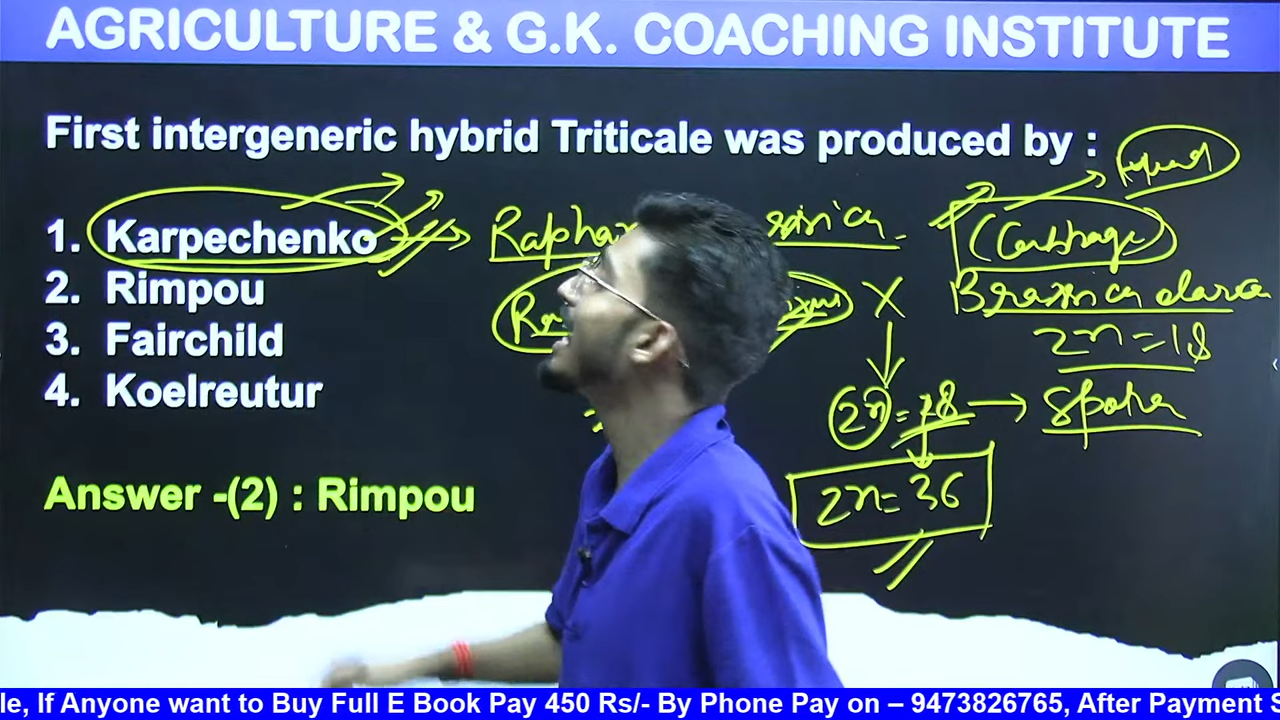 AGRICULTURE & G.K. COACHING INSTITUTE
First intergeneric hybrid Triticale was produced by :
1. Karpechenko
(Cabbage)
2. Rimpou
X
3. Fairchild
2n=18
4. Koelreutur
2n=18
2n=36
Answer -(2) : Rimpou
le, If Anyone want to Buy Full E Book Pay 450 Rs/- By Phone Pay on – 9473826765, After Payment S